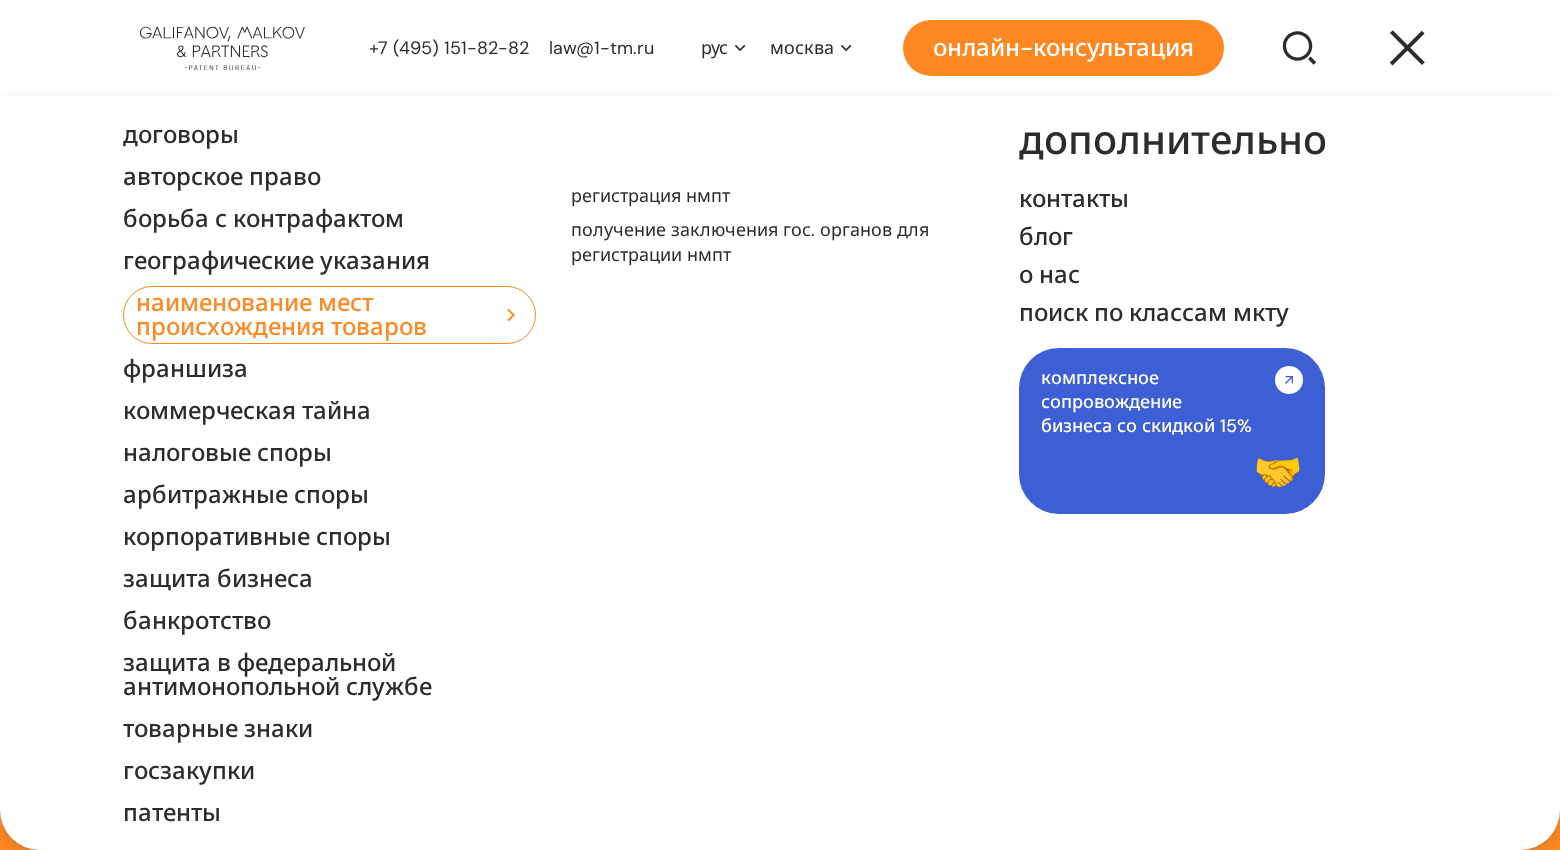 GALIFANOV, MALKOV
& PARTNERS
-PATENT BUREAU-
+7 (495) 151-82-82
law@1-tm.ru
рус
москва
онлайн-консультация
договоры
авторское право
борьба с контрафактом
географические указания
наименование мест
происхождения товаров
франшиза
коммерческая тайна
налоговые споры
арбитражные споры
корпоративные споры
защита бизнеса
банкротство
защита в федеральной
антимонопольной службе
товарные знаки
госзакупки
патенты
регистрация нмпт
получение заключения гос. органов для
регистрации нмпт
дополнительно
контакты
блог
о нас
поиск по классам мкту
комплексное
сопровождение
бизнеса со скидкой 15%